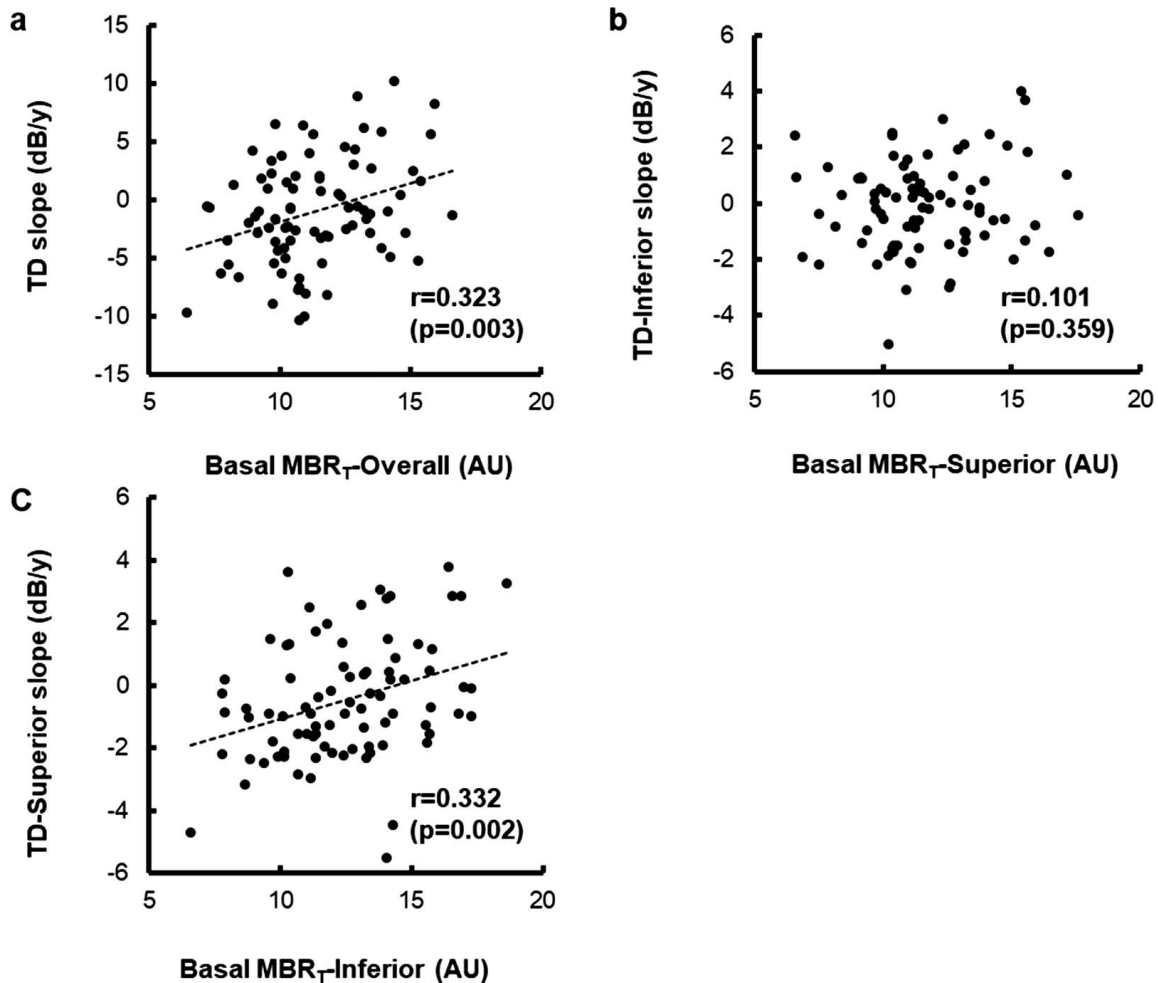 a
TD slope (dB/y)
15
10
5
0
-5
-10
-15
5
10
15
20
r=0.323
(p=0.003)
Basal MBRT-Overall (AU)
b
TD-Inferior slope (dB/y)
6
4
2
0
-2
-4
-6
5
10
15
20
r=0.101
(p=0.359)
Basal MBRT-Superior (AU)
C
TD-Superior slope (dB/y)
6
4
2
0
-2
-4
-6
5
10
15
20
r=0.332
(p=0.002)
Basal MBRT-Inferior (AU)